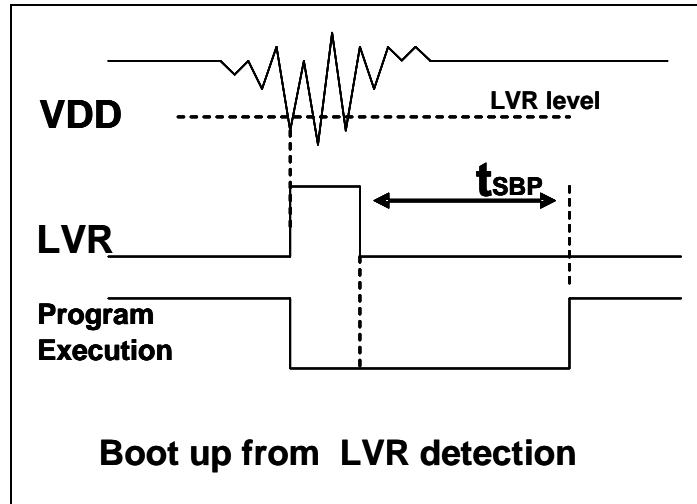 LVR level
VDD
tSBP
LVR
Program
Execution
Boot up from LVR detection